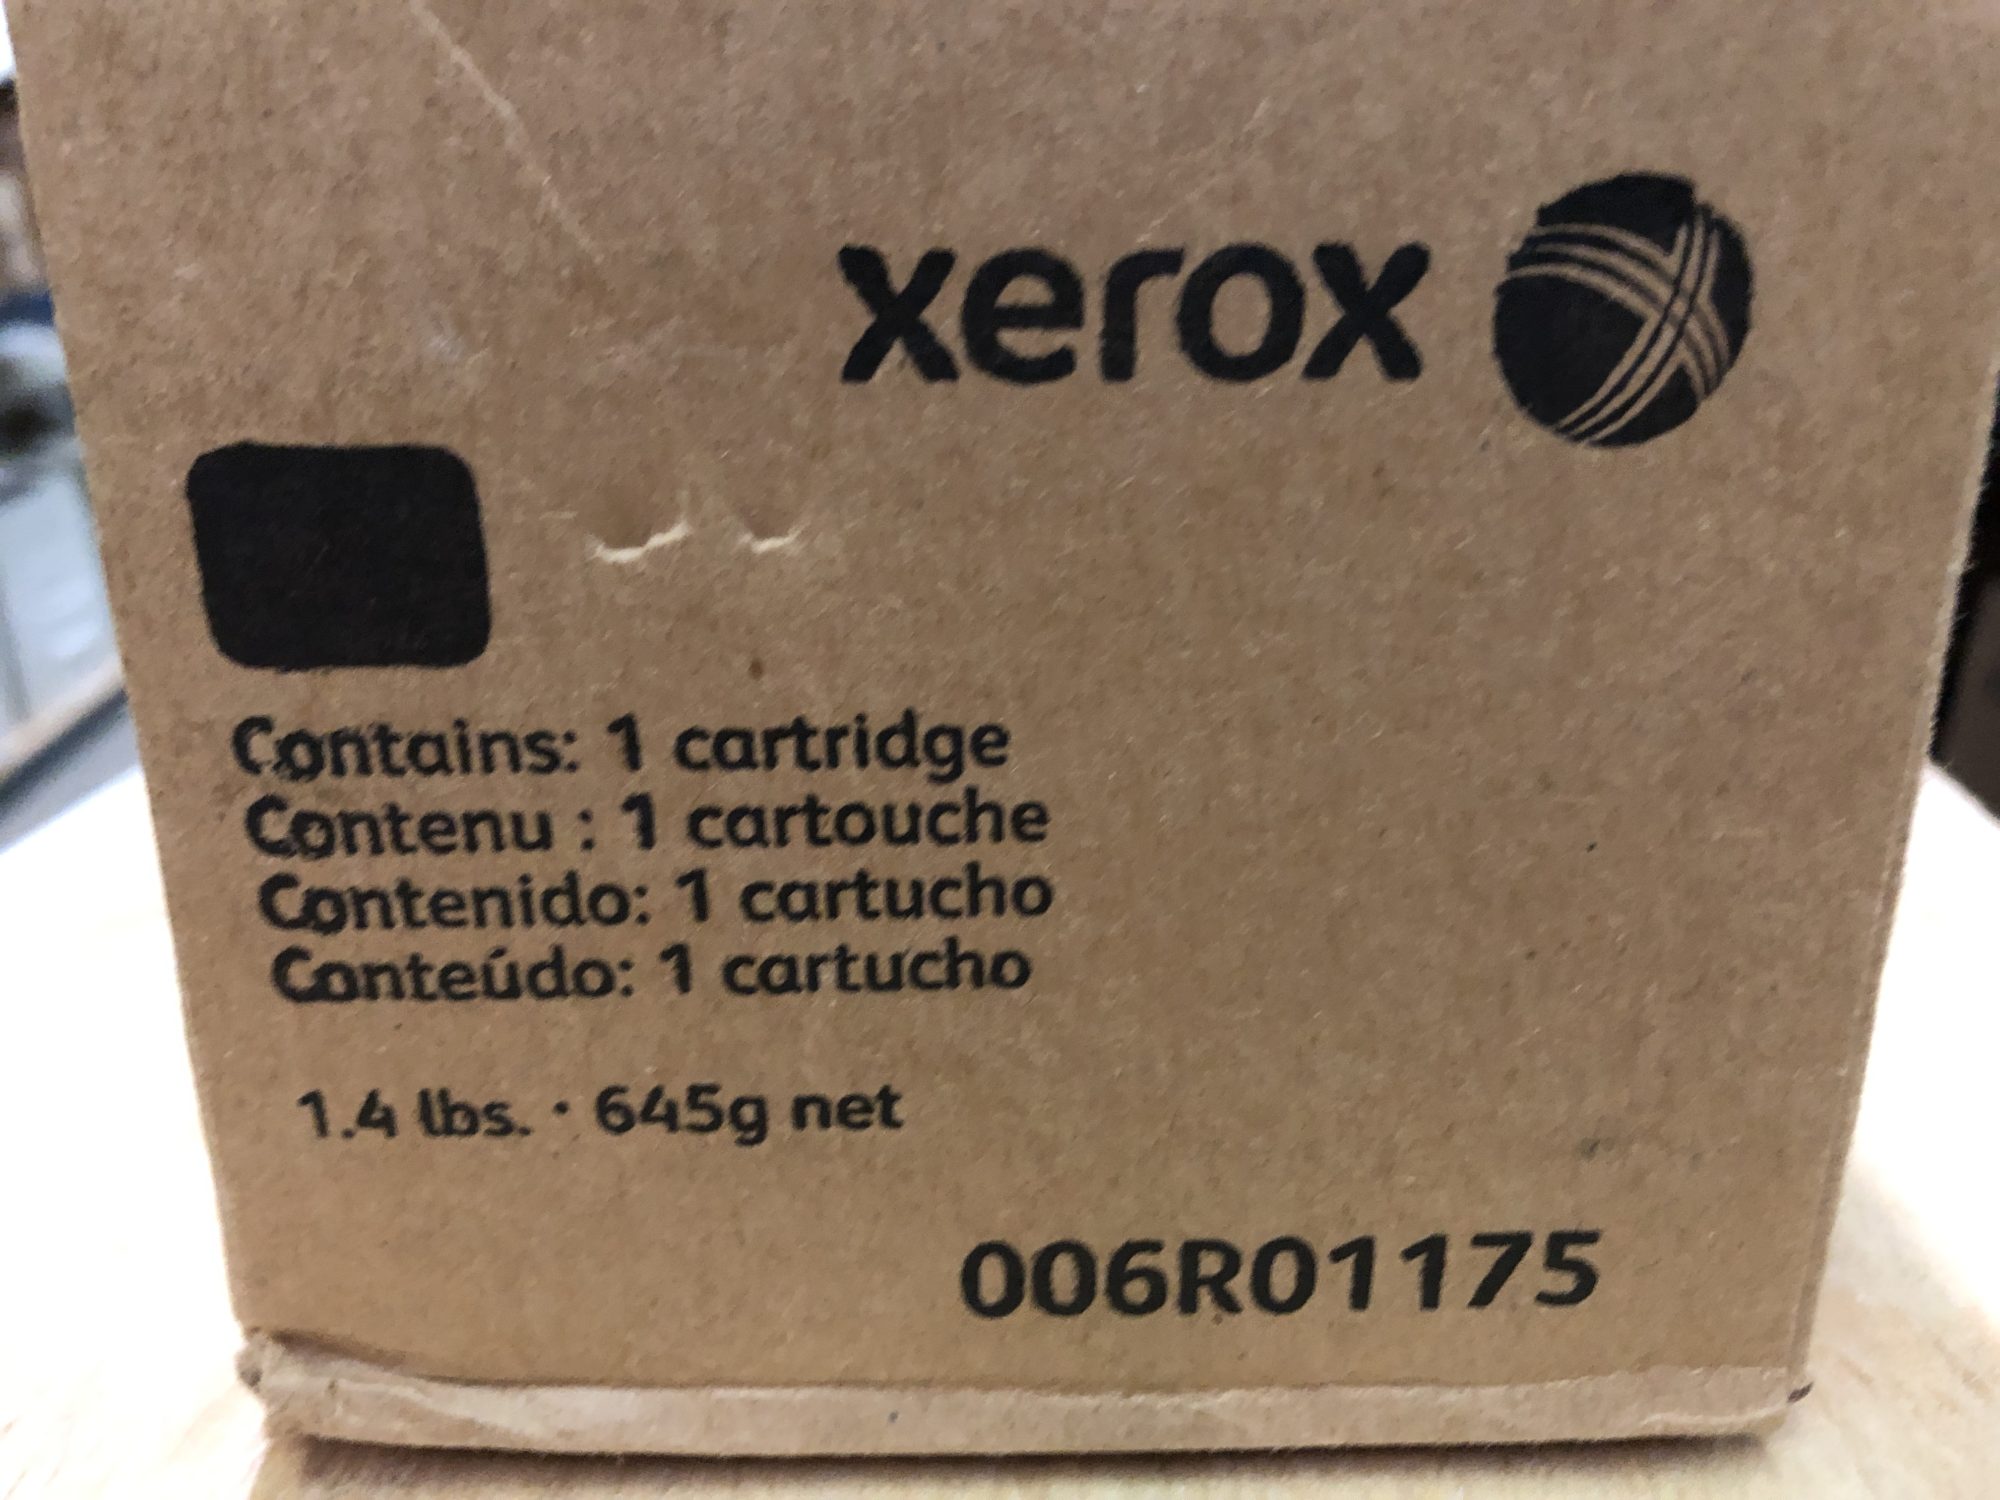 xerox
Contains: 1 cartridge
Contenu : 1 cartouche
Contenido: 1 cartucho
Conteúdo: 1 cartucho
1.4 lbs. · 645g net
006R01175